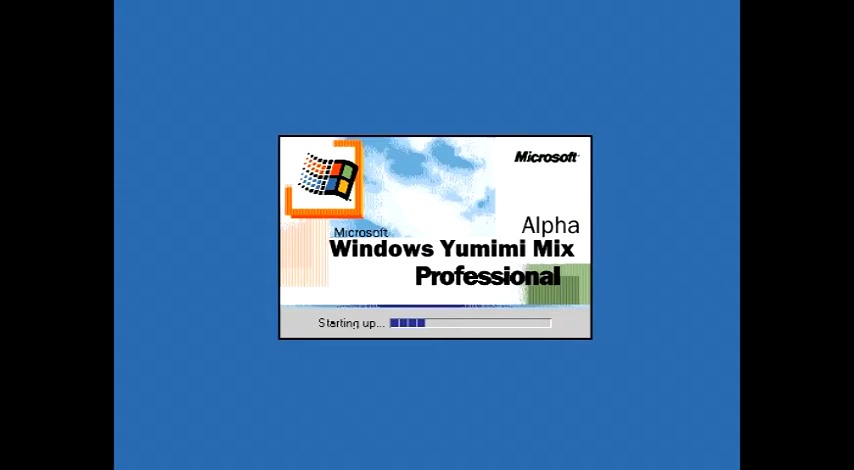 Microsoft
Alpha
Microsoft
Windows Yumimi Mix
Professional
Starting up...